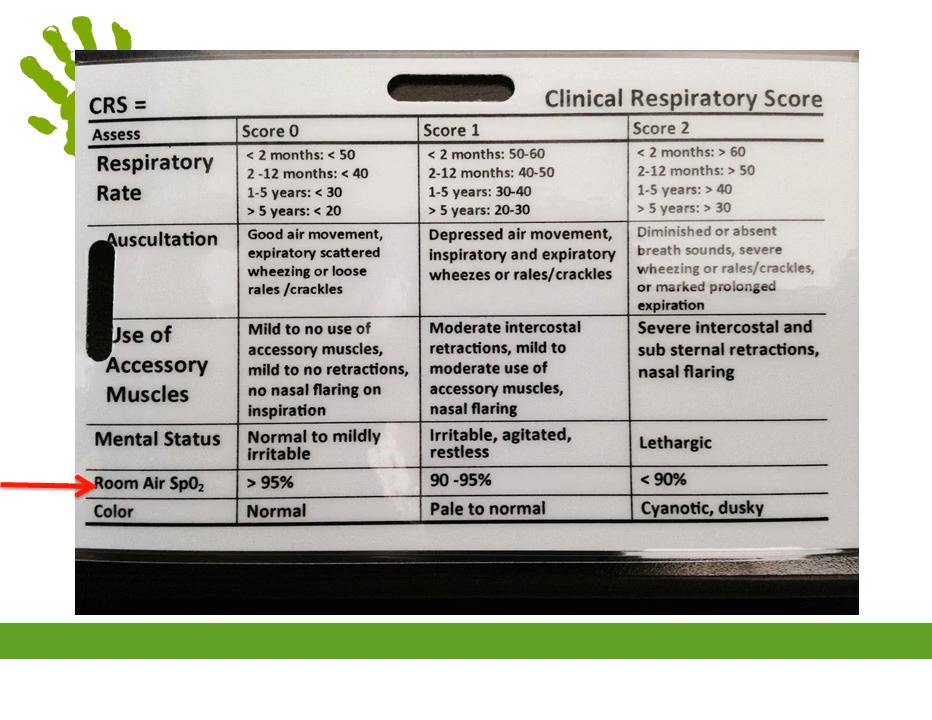 CRS =
Clinical Respiratory Score
Assess
Score 0
Score 1
Score 2
Respiratory
Rate
< 2 months: < 50
2 -12 months: < 40
1-5 years: < 30
> 5 years: < 20
< 2 months: 50-60
2-12 months: 40-50
1-5 years: 30-40
> 5 years: 20-30
< 2 months: > 60
2-12 months: > 50
1-5 years: > 40
> 5 years: > 30
Auscultation
Good air movement,
expiratory scattered
wheezing or loose
rales /crackles
Depressed air movement,
inspiratory and expiratory
wheezes or rales/crackles
Diminished or absent
breath sounds, severe
wheezing or rales/crackles,
or marked prolonged
expiration
Use of
Accessory
Muscles
Mild to no use of
accessory muscles,
mild to no retractions,
no nasal flaring on
inspiration
Moderate intercostal
retractions, mild to
moderate use of
accessory muscles,
nasal flaring
Severe intercostal and
sub sternal retractions,
nasal flaring
Mental Status
Normal to mildly
irritable
Irritable, agitated,
restless
Lethargic
Room Air Sp0₂
> 95%
90 -95%
< 90%
Color
Normal
Pale to normal
Cyanotic, dusky